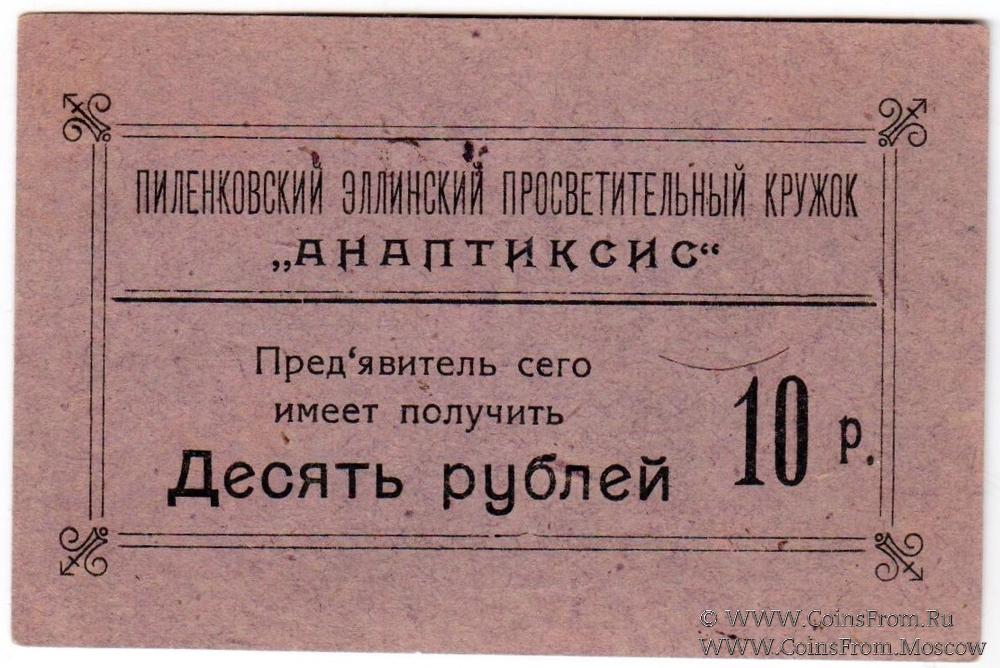 ПИЛЕНКОВСКИЙ ЭЛЛИНСКИЙ ПРОСВЕТИТЕЛЬНЫЙ КРУЖОК
„АНАПТИКСИС“
Пред‘явитель сего
имеет получить
Десять рублей
10 р.
© WWW.CoinsFrom.Ru
WWW.CoinsFrom.Moscow